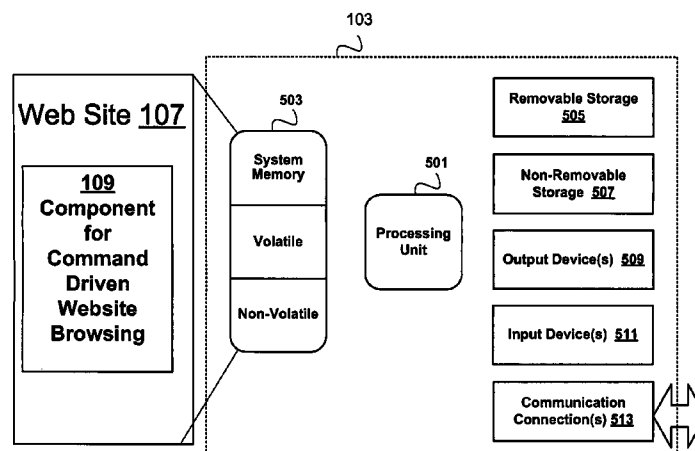 103
Web Site 107
109
Component
for
Command
Driven
Website
Browsing
503
System
Memory
Volatile
Non-Volatile
501
Processing
Unit
Removable Storage
505
Non-Removable
Storage 507
Output Device(s) 509
Input Device(s) 511
Communication
Connection(s) 513